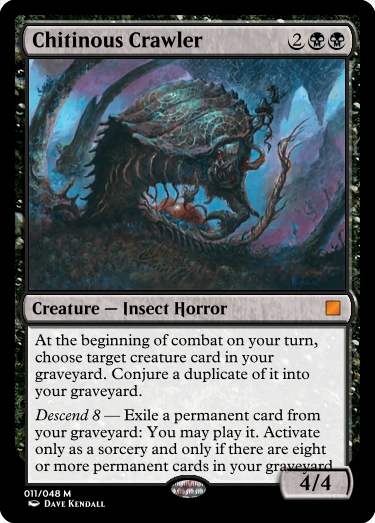 Chitinous Crawler 2
Creature — Insect Horror
At the beginning of combat on your turn,
choose target creature card in your
graveyard. Conjure a duplicate of it into
your graveyard.
Descend 8 — Exile a permanent card from
your graveyard: You may play it. Activate
only as a sorcery and only if there are eight
or more permanent cards in your graveyard
4/4
011/048 M
Dave Kendall